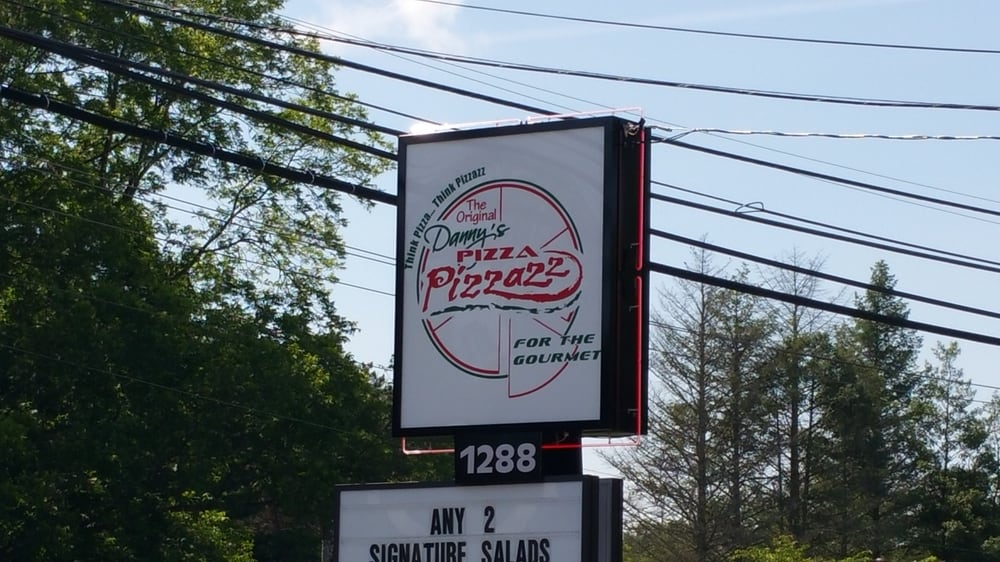 Think Pizza... Think Pizzazz
The
Original
Danny's
PIZZA
Pizzazz
FOR THE
GOURMET
1288
ANY 2
SIGNATURE SALADS